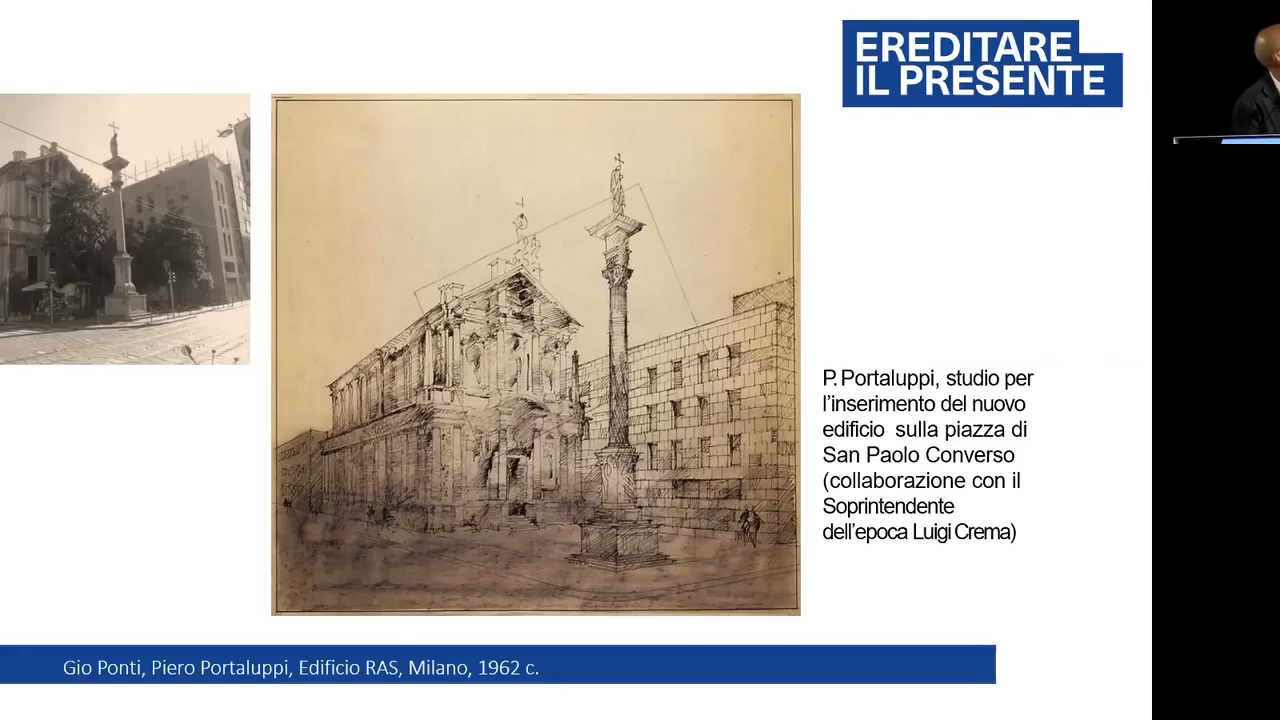 EREDITARE
IL PRESENTE
P. Portaluppi, studio per
l’inserimento del nuovo
edificio sulla piazza di
San Paolo Converso
(collaborazione con il
Soprintendente
dell’epoca Luigi Crema)
Gio Ponti, Piero Portaluppi, Edificio RAS, Milano, 1962 c.